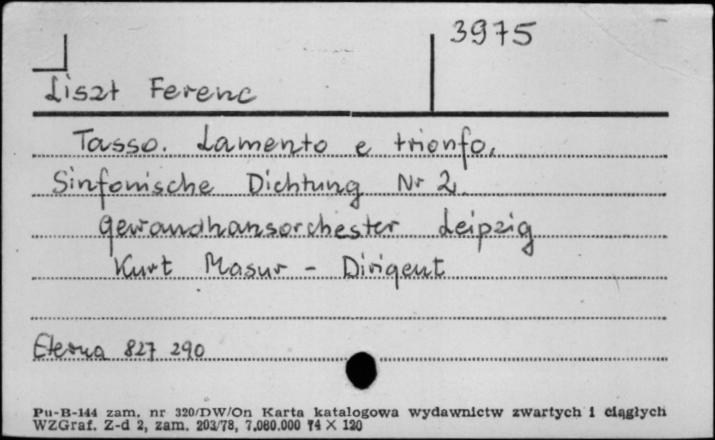 3975
Liszt Ferenc
Tasso. Lamento e trionfo.
Sinfonische Dichtung Nr 2
Gewandhansorchester Leipzig
Kurt Masur - Dirigent
Eterna 827 290
Pu-B-144 zam. nr 320/DW/On Karta katalogowa wydawnictw zwartych i ciągłych
WZGraf. Z-d 2, zam. 203/78, 7.080.000 74 X 120